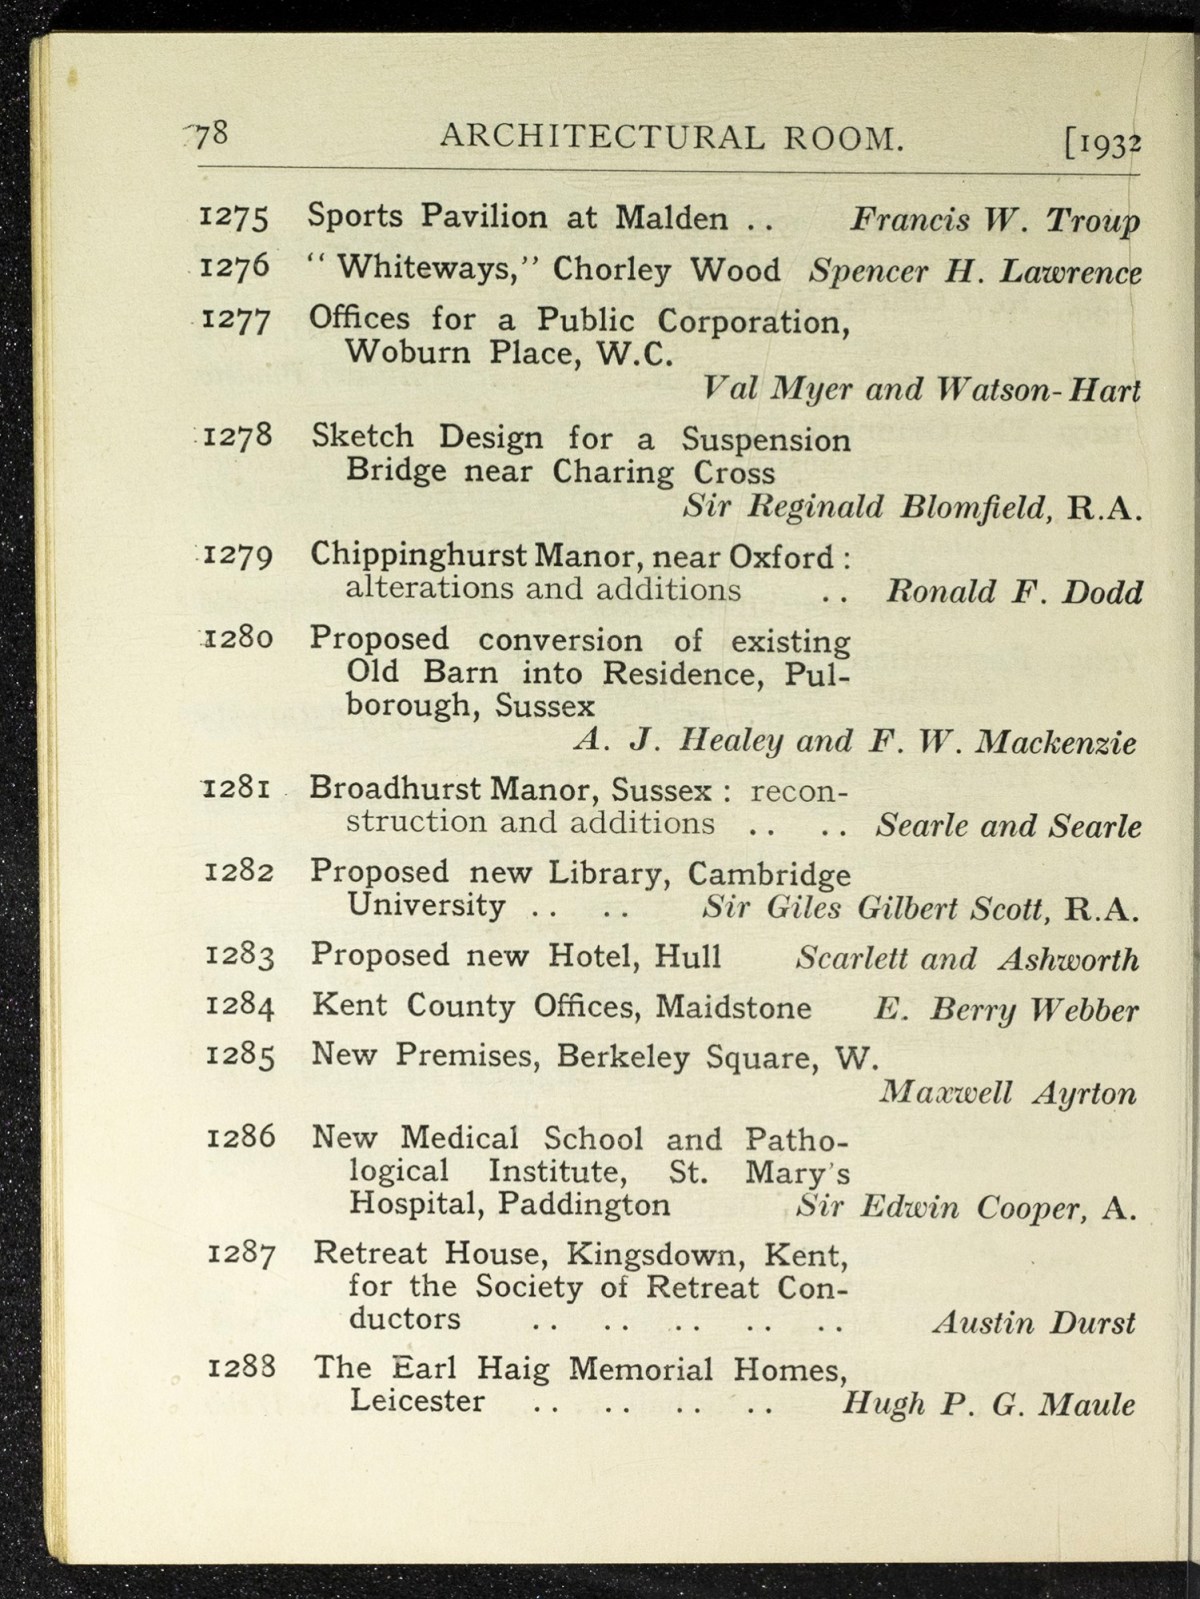 78 ARCHITECTURAL ROOM. [1932
1275 Sports Pavilion at Malden .. Francis W. Troup
1276 “ Whiteways,” Chorley Wood Spencer H. Lawrence
1277 Offices for a Public Corporation,
Woburn Place, W.C.
Val Myer and Watson-Hart
1278 Sketch Design for a Suspension
Bridge near Charing Cross
Sir Reginald Blomfield, R.A.
1279 Chippinghurst Manor, near Oxford :
alterations and additions .. Ronald F. Dodd
1280 Proposed conversion of existing
Old Barn into Residence, Pul-
borough, Sussex
A. J. Healey and F. W. Mackenzie
1281 Broadhurst Manor, Sussex : recon-
struction and additions .. .. Searle and Searle
1282 Proposed new Library, Cambridge
University .. .. Sir Giles Gilbert Scott, R.A.
1283 Proposed new Hotel, Hull Scarlett and Ashworth
1284 Kent County Offices, Maidstone E. Berry Webber
1285 New Premises, Berkeley Square, W.
Maxwell Ayrton
1286 New Medical School and Patho-
logical Institute, St. Mary's
Hospital, Paddington Sir Edwin Cooper, A.
1287 Retreat House, Kingsdown, Kent,
for the Society of Retreat Con-
ductors .. .. .. .. .. Austin Durst
1288 The Earl Haig Memorial Homes,
Leicester .. .. .. .. Hugh P. G. Maule